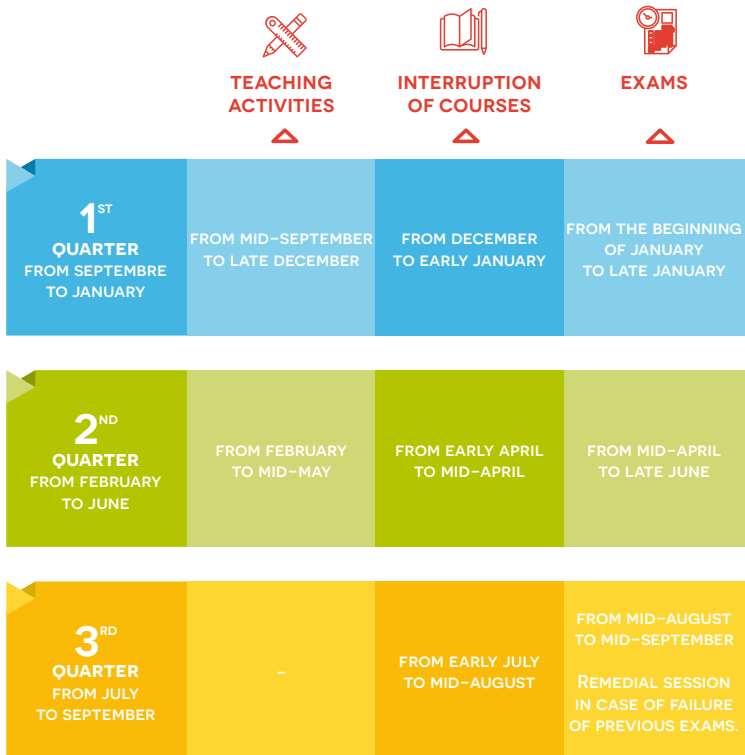 TEACHING
ACTIVITIES
INTERRUPTION
OF COURSES
EXAMS
1ST
QUARTER
FROM SEPTEMBRE
TO JANUARY
FROM MID-SEPTEMBER
TO LATE DECEMBER
FROM DECEMBER
TO EARLY JANUARY
FROM THE BEGINNING
OF JANUARY
TO LATE JANUARY
2ND
QUARTER
FROM FEBRUARY
TO JUNE
FROM FEBRUARY
TO MID-MAY
FROM EARLY APRIL
TO MID-APRIL
FROM MID-APRIL
TO LATE JUNE
3RD
QUARTER
FROM JULY
TO SEPTEMBER
-
FROM EARLY JULY
TO MID-AUGUST
FROM MID-AUGUST
TO MID-SEPTEMBER
REMEDIAL SESSION
IN CASE OF FAILURE
OF PREVIOUS EXAMS.